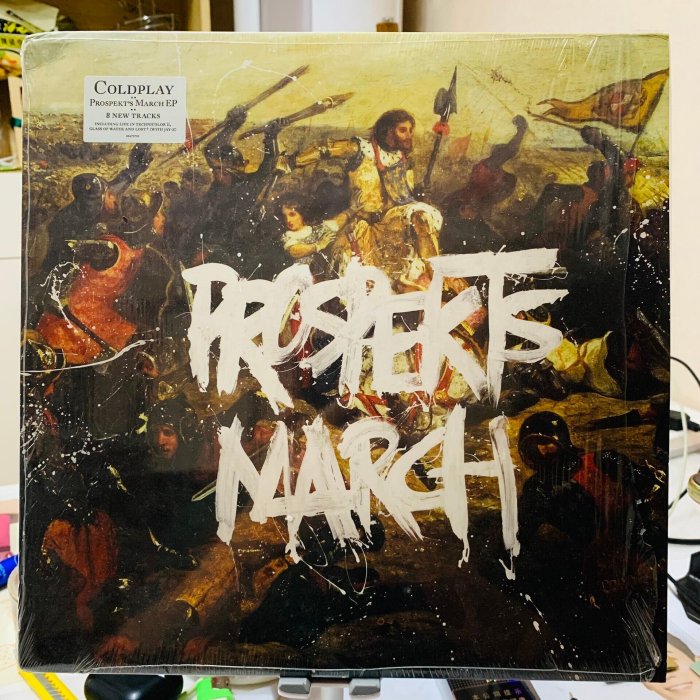 COLDPLAY
PROSPEKT'S MARCH EP
8 NEW TRACKS
INCLUDING LIFE IN TECHNICOLOR II,
GLASS OF WATER AND LOST+ (WITH JAY-Z)
PROSPEKTS
MARCH